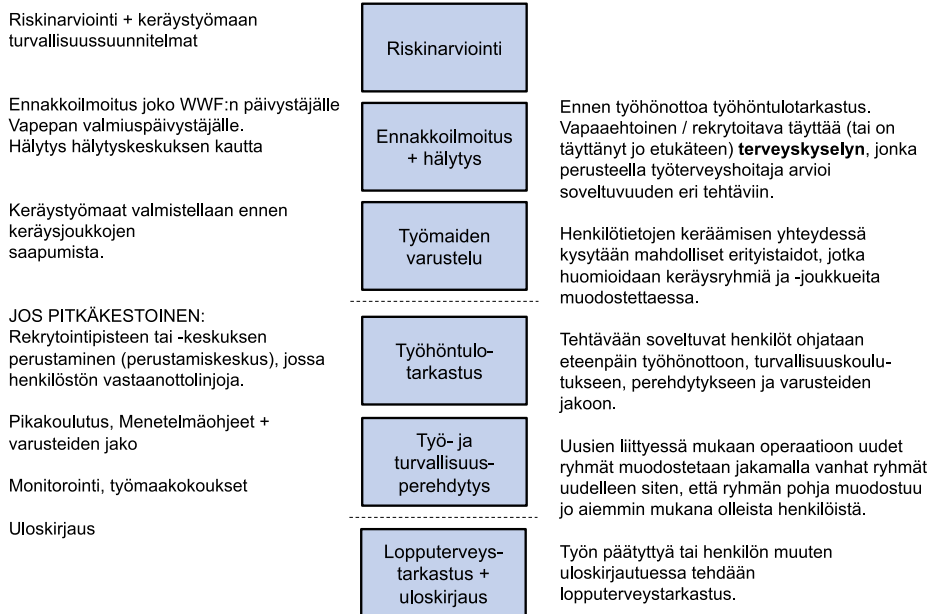 Riskinarviointi + keräystyömaan
turvallisuussuunnitelmat
Ennakkoilmoitus joko WWF:n päivystäjälle
Vapepan valmiuspäivystäjälle.
Hälytys hälytyskeskuksen kautta
Keräystyömaat valmistellaan ennen
keräysjoukkojen
saapumista.
JOS PITKÄKESTOINEN:
Rekrytointipisteen tai -keskuksen
perustaminen (perustamiskeskus), jossa
henkilöstön vastaanottolinjoja.
Pikakoulutus, Menetelmäohjeet +
varusteiden jako
Monitorointi, työmaakokoukset
Uloskirjaus
Riskinarviointi
Ennakkoilmoitus
+ hälytys
Työmaiden
varustelu
Työhöntulo-
tarkastus
Työ- ja
turvallisuus-
perehdytys
Lopputerveys-
tarkastus +
uloskirjaus
Ennen työhönottoa työhöntulotarkastus.
Vapaaehtoinen / rekrytoitava täyttää (tai on
täyttänyt jo etukäteen) terveyskyselyn, jonka
perusteella työterveyshoitaja arvioi
soveltuvuuden eri tehtäviin.
Henkilötietojen keräämisen yhteydessä
kysytään mahdolliset erityistaidot, jotka
huomioidaan keräysryhmiä ja -joukkueita
muodostettaessa.
Tehtävään soveltuvat henkilöt ohjataan
eteenpäin työhönottoon, turvallisuuskoulu-
tukseen, perehdytykseen ja varusteiden
jakoon.
Uusien liittyessä mukaan operaatioon uudet
ryhmät muodostetaan jakamalla vanhat ryhmät
uudelleen siten, että ryhmän pohja muodostuu
jo aiemmin mukana olleista henkilöistä.
Työn päätyttyä tai henkilön muuten
uloskirjautuessa tehdään
lopputerveystarkastus.